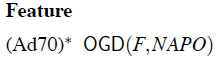 Feature
(Ad70)* OGD(F,NAPO)